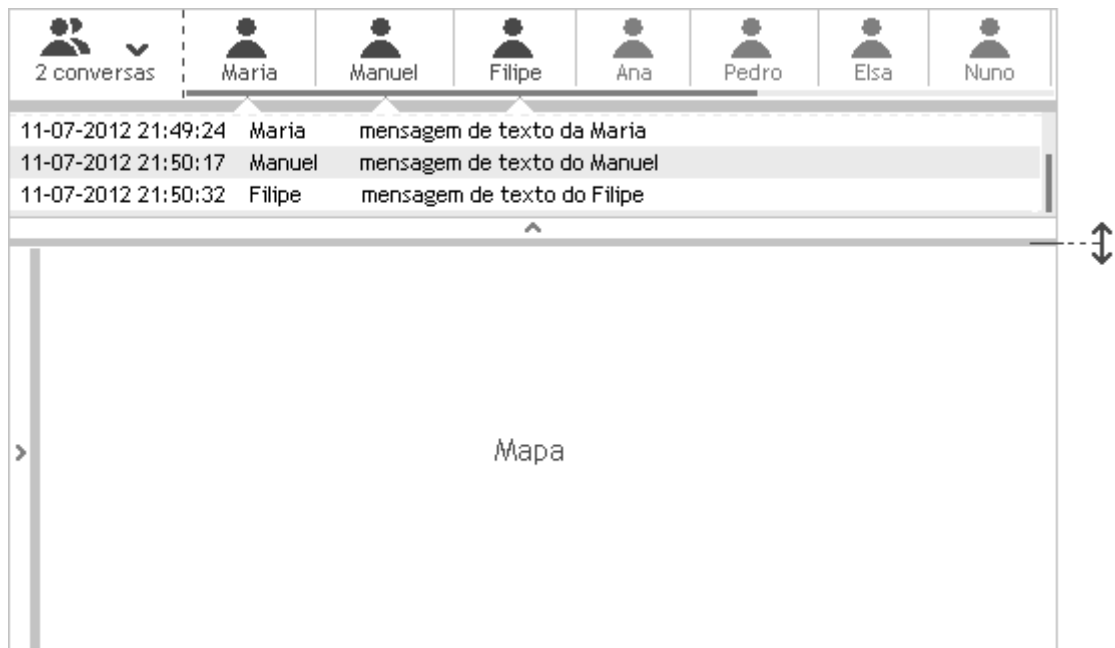 2 conversas Maria Manuel Filipe Ana Pedro Elsa Nuno
11-07-2012 21:49:24 Maria mensagem de texto da Maria
11-07-2012 21:50:17 Manuel mensagem de texto do Manuel
11-07-2012 21:50:32 Filipe mensagem de texto do Filipe
Mapa